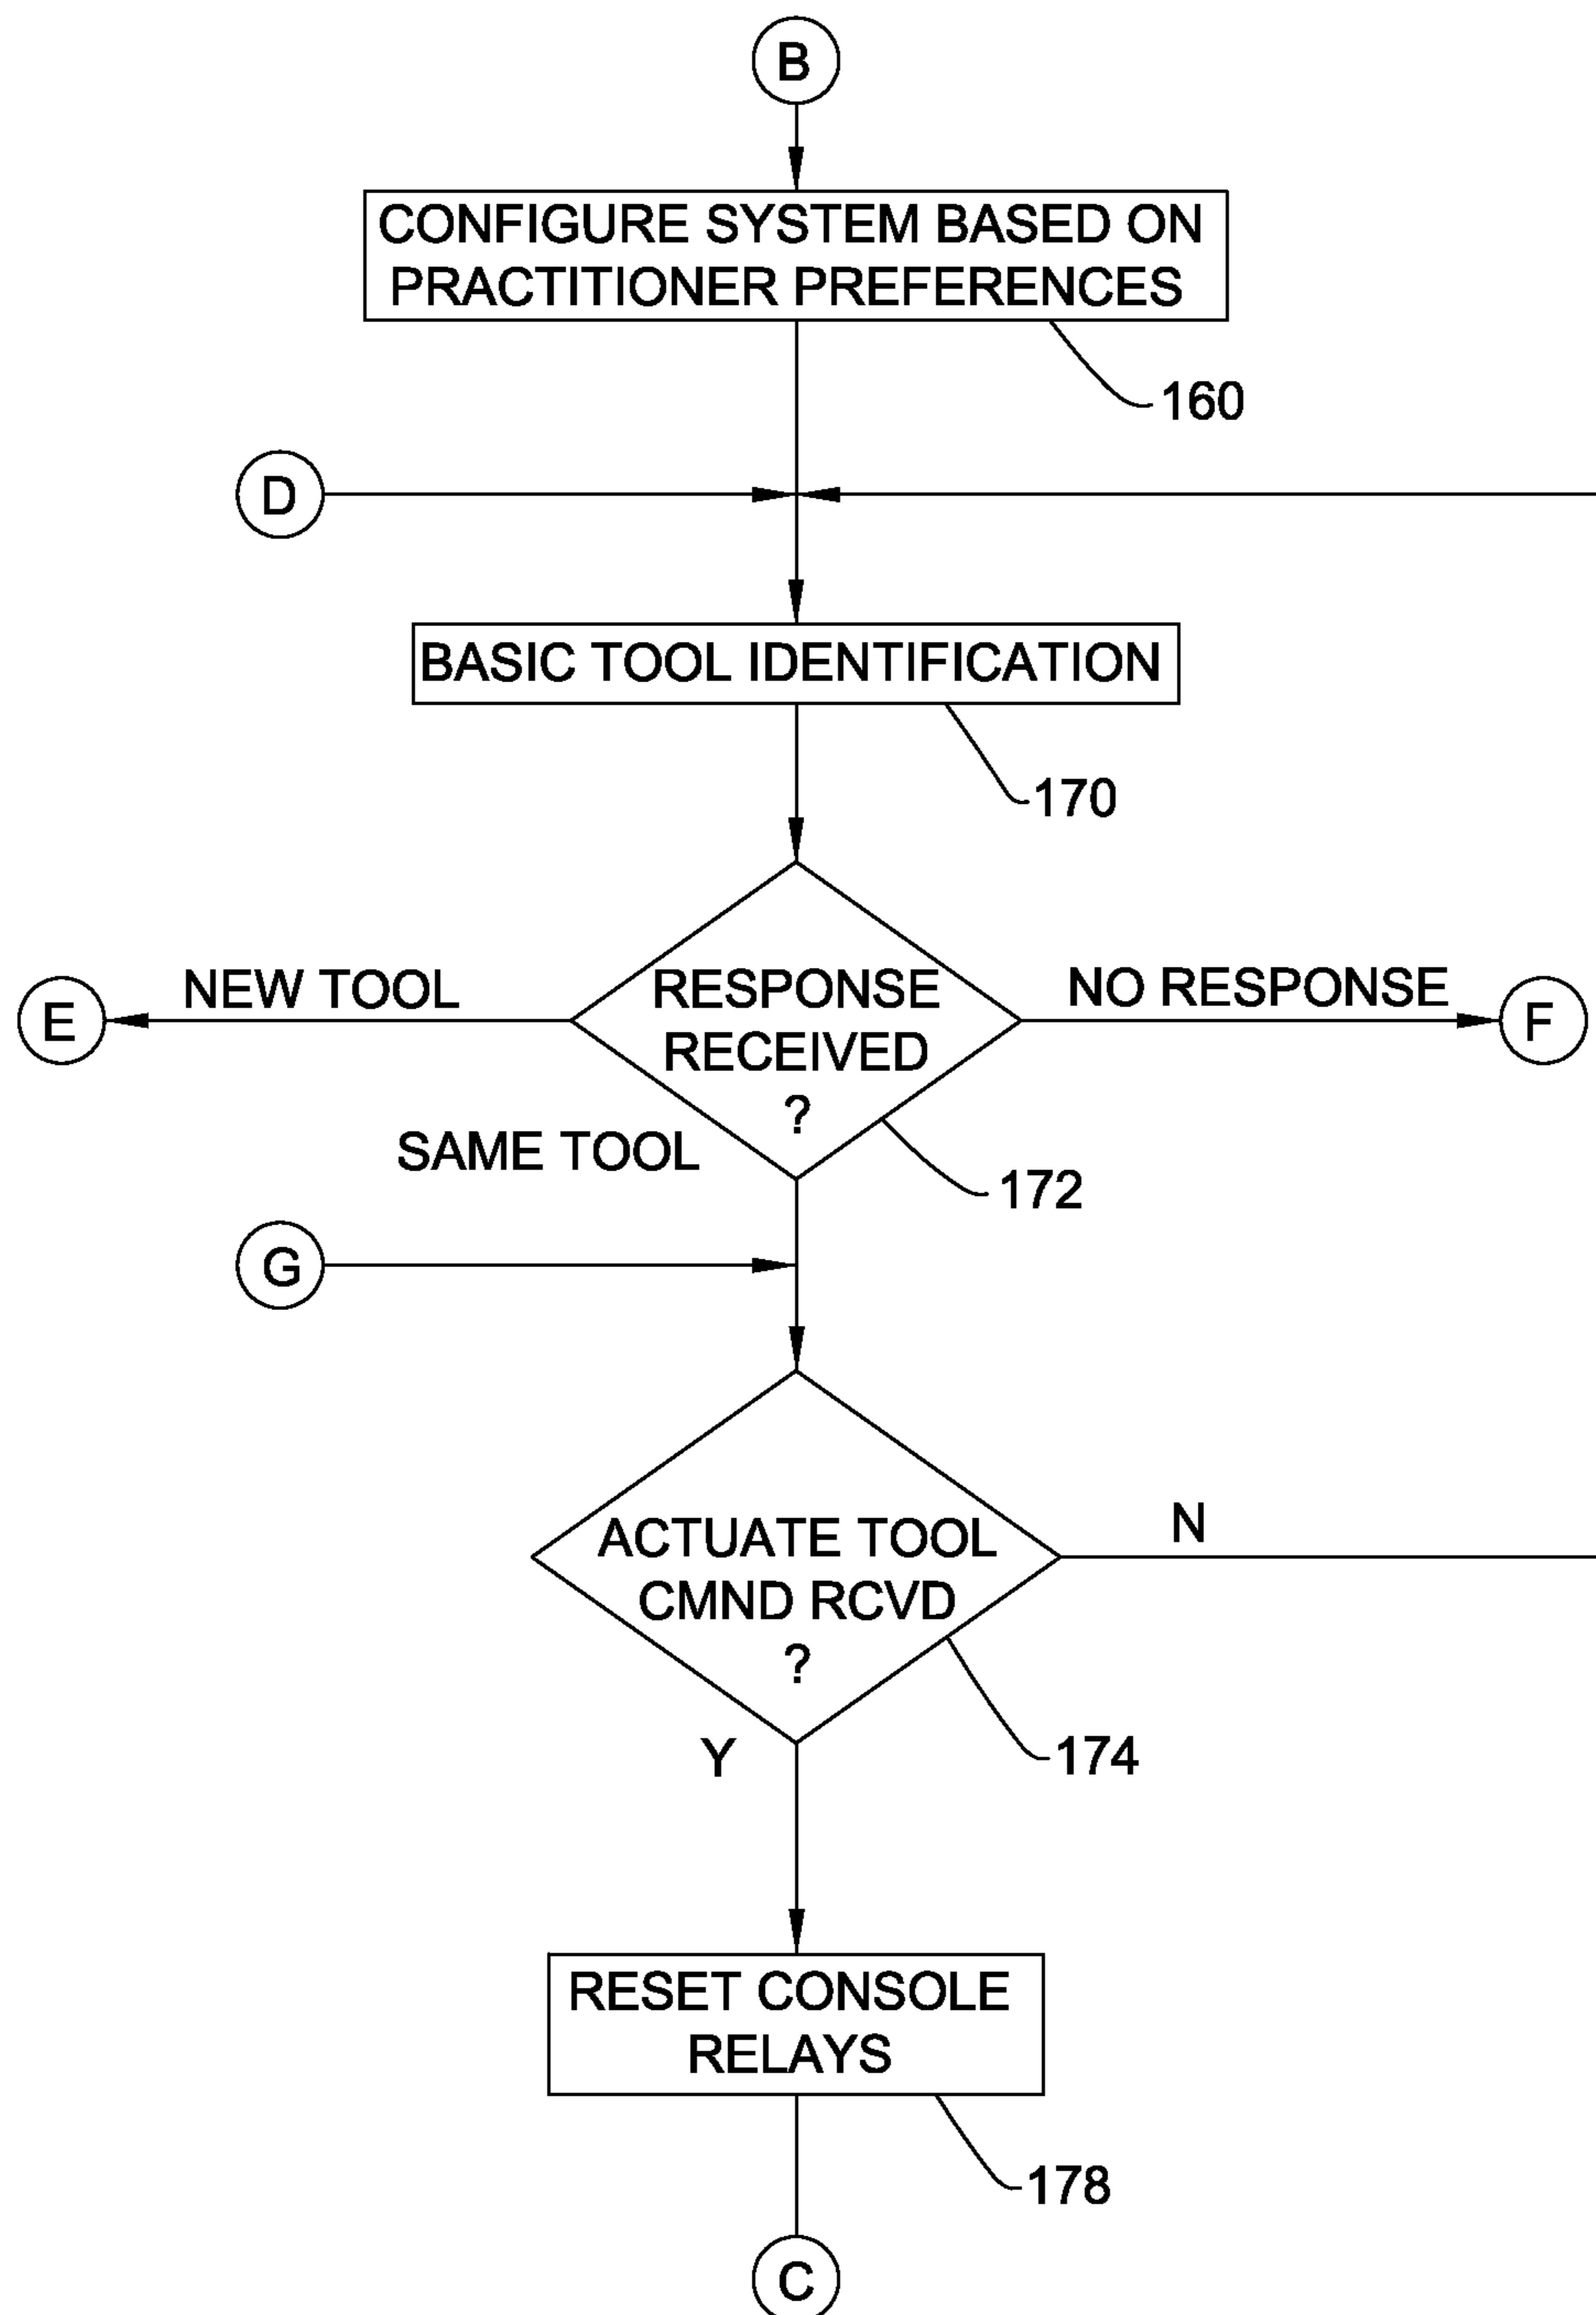 B
CONFIGURE SYSTEM BASED ON
PRACTITIONER PREFERENCES
160
D
BASIC TOOL IDENTIFICATION
170
NEW TOOL
RESPONSE
RECEIVED
?
NO RESPONSE
E
F
SAME TOOL
172
G
ACTUATE TOOL
CMND RCVD
?
N
Y
174
RESET CONSOLE
RELAYS
178
C